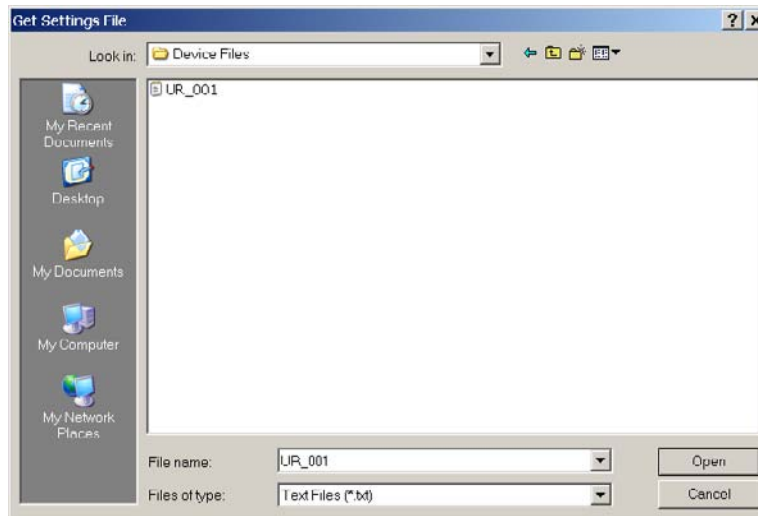 Get Settings File
Look in:
Device Files
My Recent
Documents
Desktop
My Documents
My Computer
My Network
Places
UR_001
File name:
UR_001
Open
Files of type:
Text Files (*.txt)
Cancel